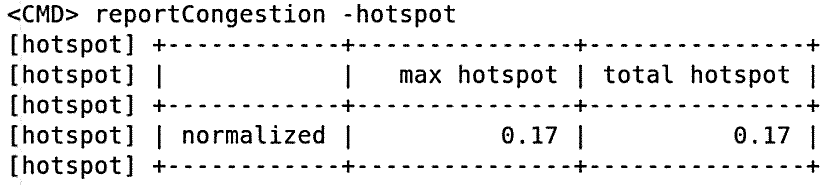 <CMD> reportCongestion -hotspot
[hotspot] +------------+---------------+---------------+
[hotspot] |            |   max hotspot | total hotspot |
[hotspot] +------------+---------------+---------------+
[hotspot] | normalized |          0.17 |          0.17 |
[hotspot] +------------+---------------+---------------+